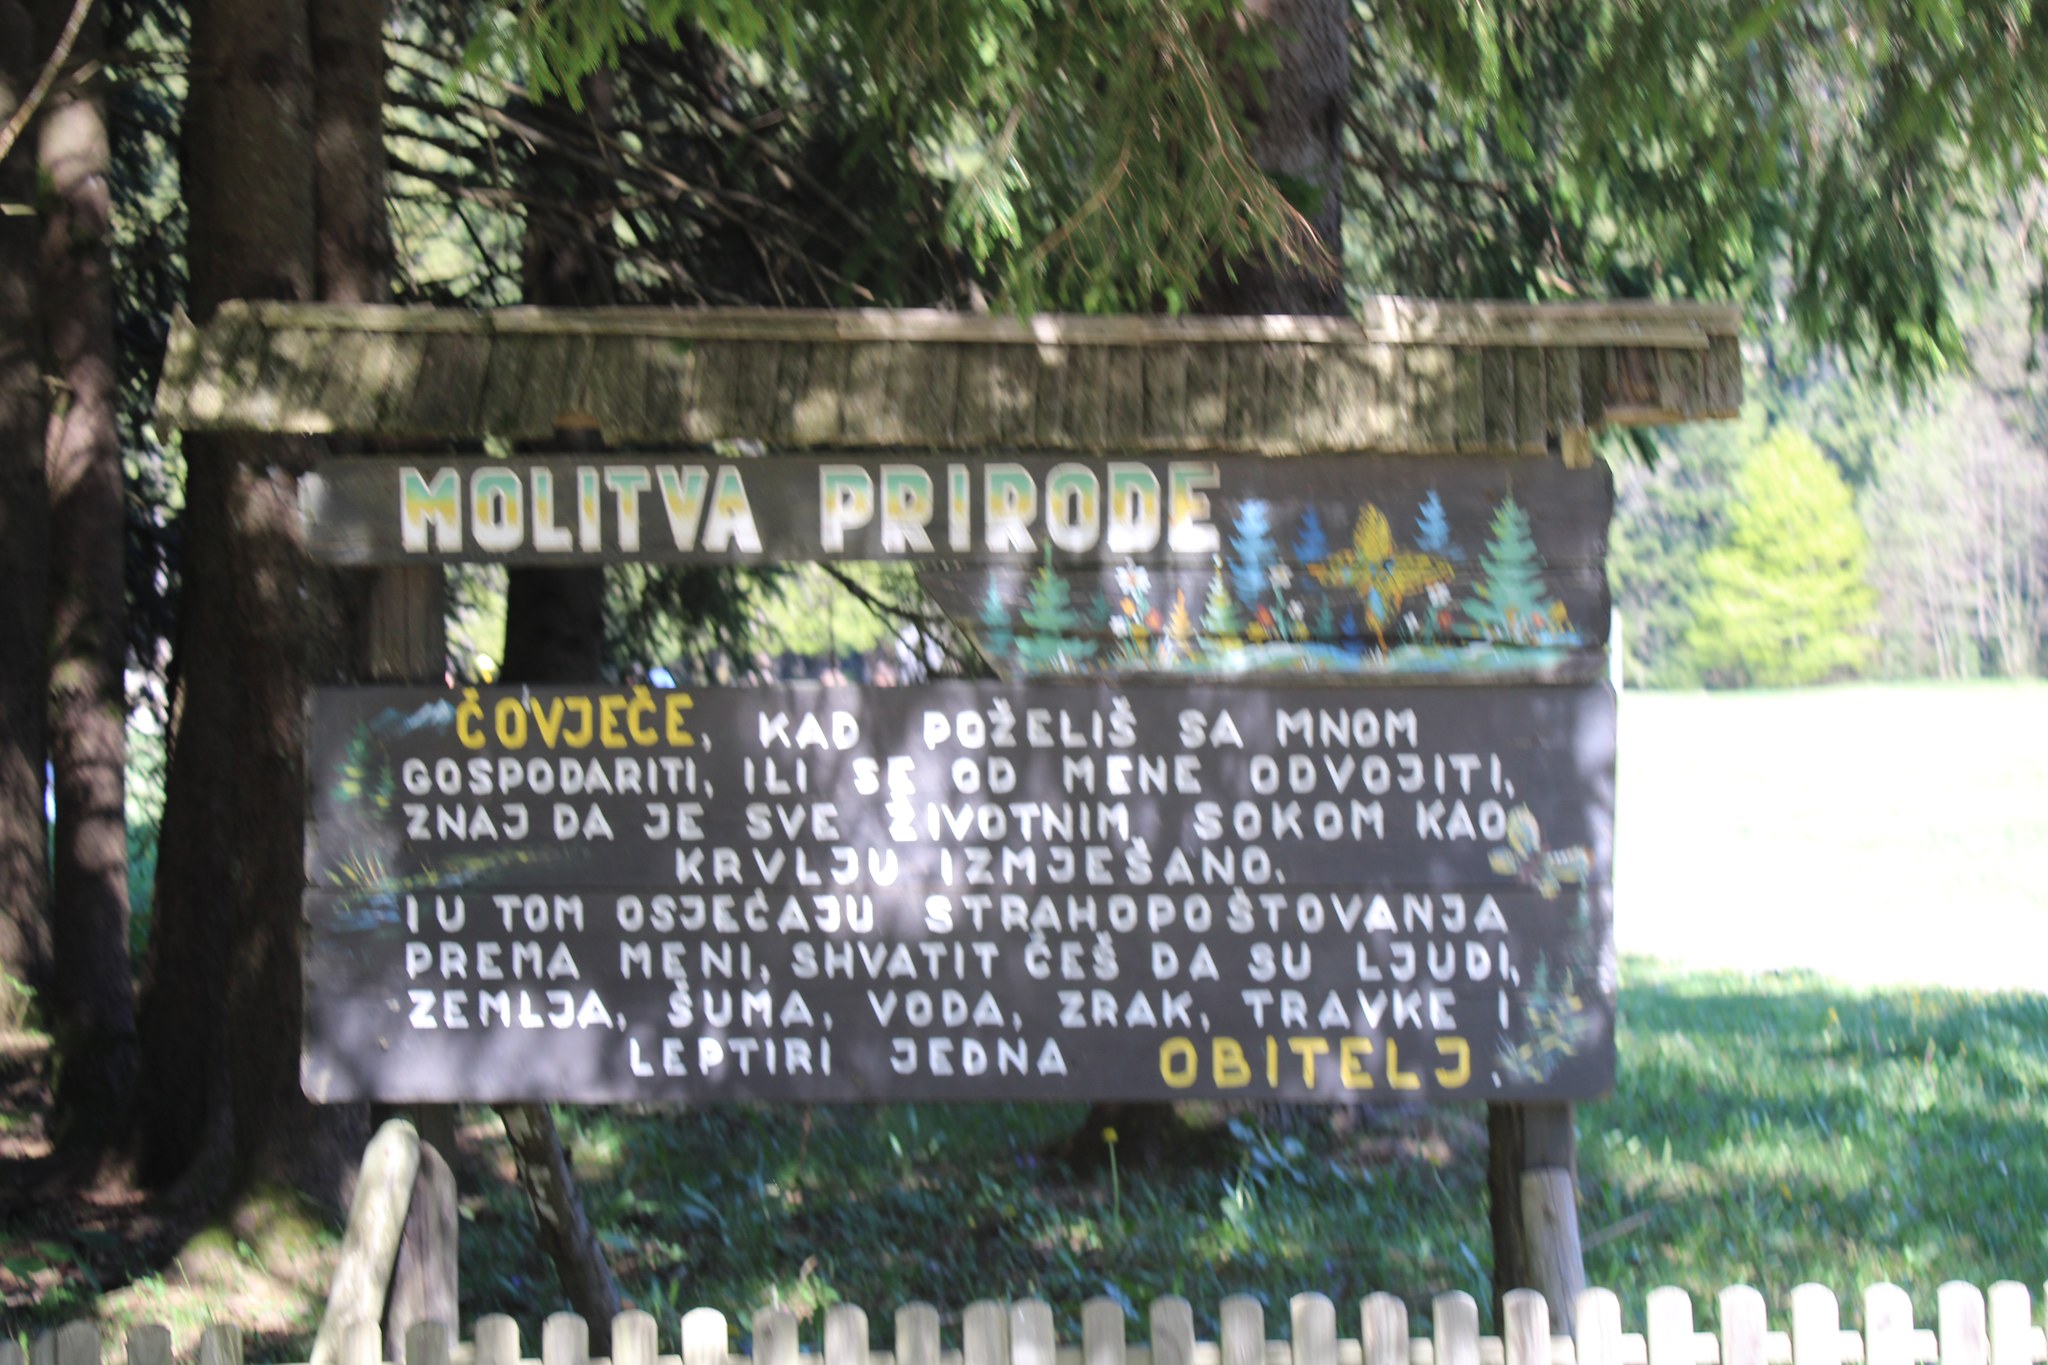 MOLITVA PRIRODE
ČOVJEČE, KAD POŽELIŠ SA MNOM
GOSPODARITI, ILI SE OD MENE ODVOJITI,
ZNAJ DA JE SVE ŽIVOTNIM SOKOM KAO
KRVLJU IZMJEŠANO.
I U TOM OSJEĆAJU STRAHOPOŠTOVANJA
PREMA MENI, SHVATIT ĆEŠ DA SU LJUDI,
ZEMLJA, ŠUMA, VODA, ZRAK, TRAVKE I
LEPTIRI JEDNA OBITELJ.